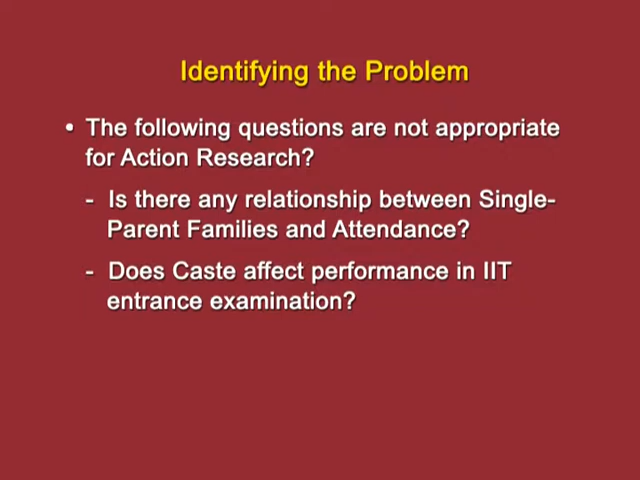 Identifying the Problem
• The following questions are not appropriate
for Action Research?
- Is there any relationship between Single-
Parent Families and Attendance?
- Does Caste affect performance in IIT
entrance examination?